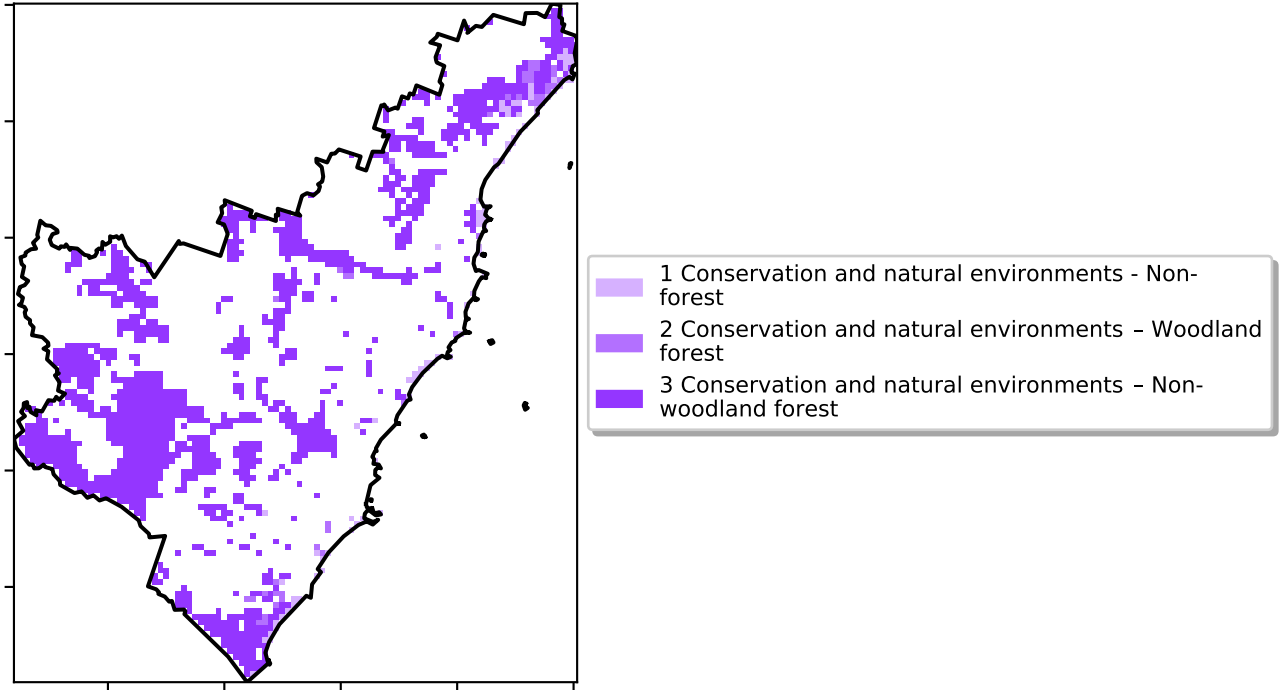 1 Conservation and natural environments - Non-
forest
2 Conservation and natural environments – Woodland
forest
3 Conservation and natural environments – Non-
woodland forest